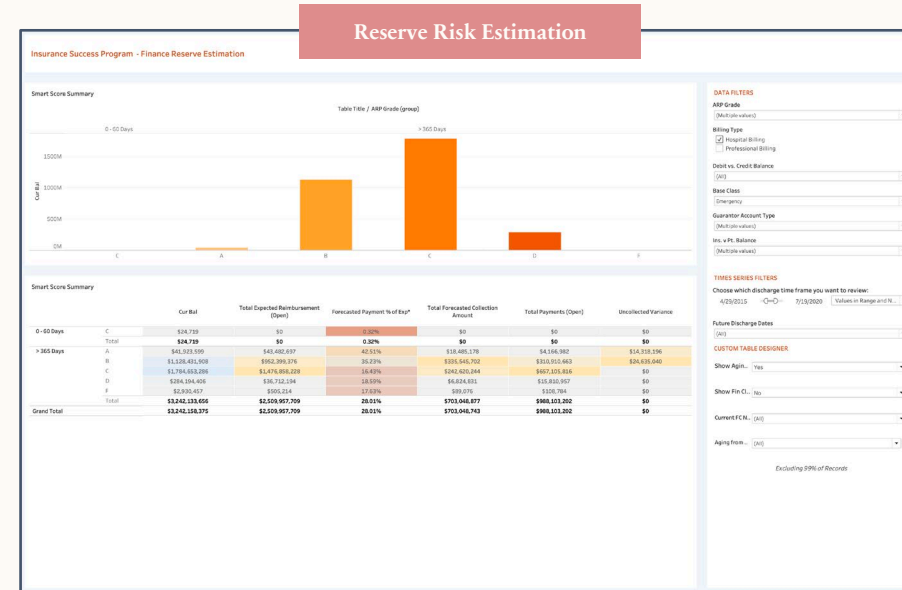 Reserve Risk Estimation
Insurance Success Program - Finance Reserve Estimation
Smart Score Summary
Table Title / ARP Grade (group)
0 - 60 Days > 365 Days
1500M
1000M
500M
0M
Cur Bal
C A B C D F
Smart Score Summary
Cur Bal Total Expected Reimbursement (Open) Forecasted Payment % of Exp* Total Forecasted Collection Amount Total Payments (Open) Uncollected Variance
0 - 60 Days C $24,719 $0 0.32% $0 $0 $0
Total $24,719 $0 0.32% $0 $0 $0
> 365 Days A $41,923,599 $43,482,697 42.51% $18,485,178 $4,166,982 $14,318,196
B $1,128,431,908 $952,399,376 35.23% $335,545,702 $310,910,663 $24,635,040
C $1,784,653,286 $1,476,858,228 16.43% $242,620,244 $657,105,816 $0
D $284,194,406 $36,712,194 18.59% $6,824,831 $15,810,957 $0
F $2,930,457 $505,214 17.63% $89,076 $108,784 $0
Total $3,242,133,656 $2,509,957,709 28.01% $703,048,877 $988,103,202 $0
Grand Total $3,242,158,375 $2,509,957,709 28.01% $703,048,743 $988,103,202 $0
DATA FILTERS
ARP Grade
(Multiple values)
Billing Type
Hospital Billing
Professional Billing
Debit vs. Credit Balance
(All)
Base Class
Emergency
Guarantor Account Type
(Multiple values)
Ins. v Pt. Balance
(Multiple values)
TIMES SERIES FILTERS
Choose which discharge time frame you want to review:
4/29/2015 7/19/2020 Values in Range and N...
Future Discharge Dates
(All)
CUSTOM TABLE DESIGNER
Show Agin... Yes
Show Fin Cl... No
Current FC N... (All)
Aging from... (All)
Excluding 99% of Records